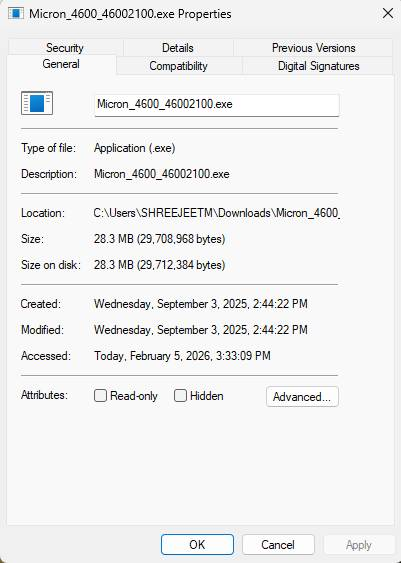 Micron_4600_46002100.exe Properties
Security Details Previous Versions
General Compatibility Digital Signatures
Micron_4600_46002100.exe
Type of file: Application (.exe)
Description: Micron_4600_46002100.exe
Location: C:\Users\SHREEJEETM\Downloads\Micron_4600_
Size: 28.3 MB (29,708,968 bytes)
Size on disk: 28.3 MB (29,712,384 bytes)
Created: Wednesday, September 3, 2025, 2:44:22 PM
Modified: Wednesday, September 3, 2025, 2:44:22 PM
Accessed: Today, February 5, 2026, 3:33:09 PM
Attributes: Read-only Hidden Advanced...
OK Cancel Apply